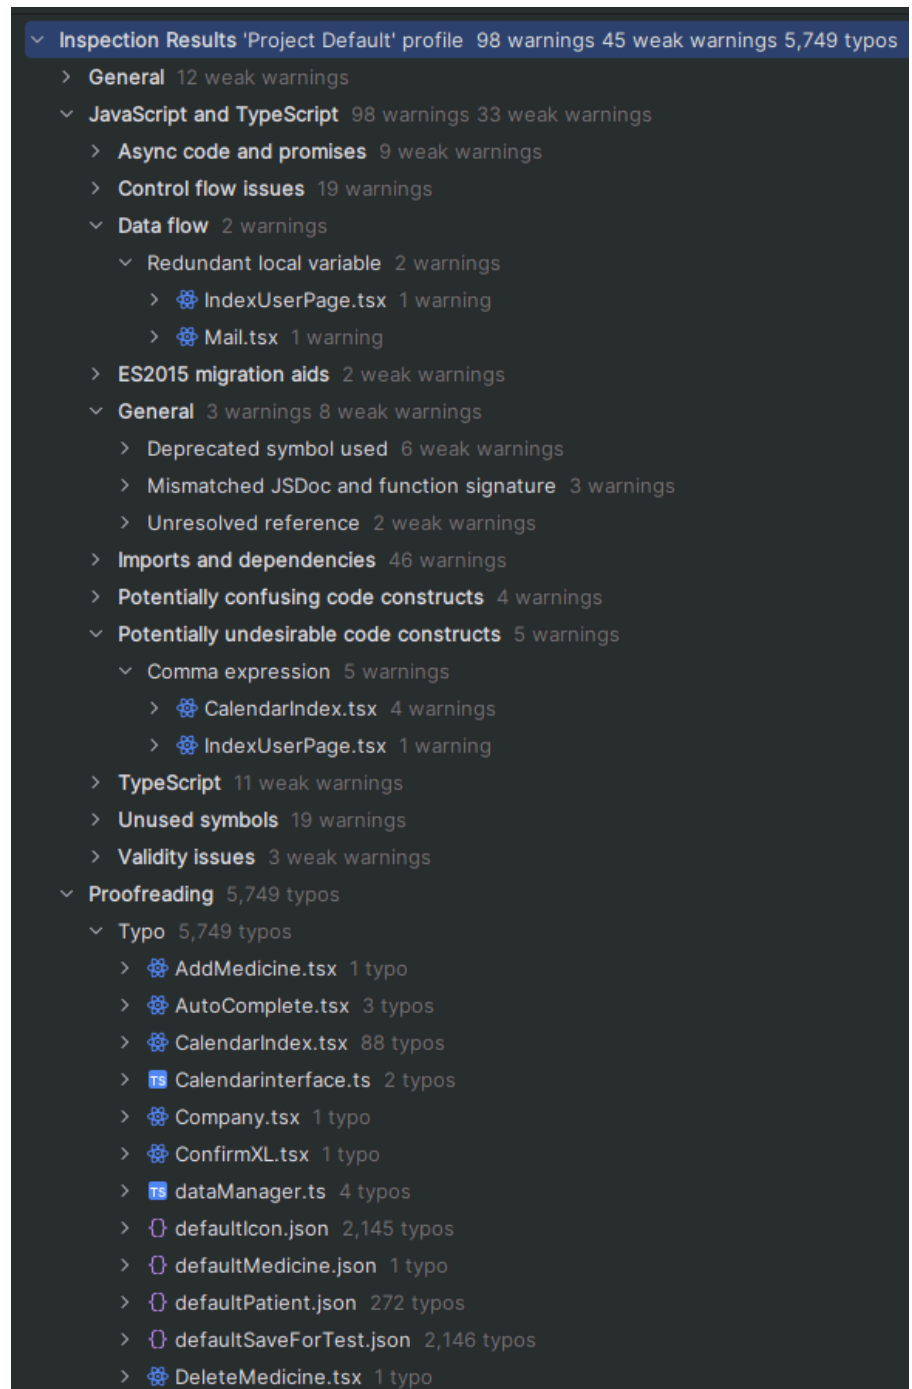 Inspection Results 'Project Default' profile 98 warnings 45 weak warnings 5,749 typos
General 12 weak warnings
JavaScript and TypeScript 98 warnings 33 weak warnings
Async code and promises 9 weak warnings
Control flow issues 19 warnings
Data flow 2 warnings
Redundant local variable 2 warnings
IndexUserPage.tsx 1 warning
Mail.tsx 1 warning
ES2015 migration aids 2 weak warnings
General 3 warnings 8 weak warnings
Deprecated symbol used 6 weak warnings
Mismatched JSDoc and function signature 3 warnings
Unresolved reference 2 weak warnings
Imports and dependencies 46 warnings
Potentially confusing code constructs 4 warnings
Potentially undesirable code constructs 5 warnings
Comma expression 5 warnings
CalendarIndex.tsx 4 warnings
IndexUserPage.tsx 1 warning
TypeScript 11 weak warnings
Unused symbols 19 warnings
Validity issues 3 weak warnings
Proofreading 5,749 typos
Typo 5,749 typos
AddMedicine.tsx 1 typo
AutoComplete.tsx 3 typos
CalendarIndex.tsx 88 typos
TS Calendarinterface.ts 2 typos
Company.tsx 1 typo
ConfirmXL.tsx 1 typo
TS dataManager.ts 4 typos
{} defaultIcon.json 2,145 typos
{} defaultMedicine.json 1 typo
{} defaultPatient.json 272 typos
{} defaultSaveForTest.json 2,146 typos
DeleteMedicine.tsx 1 typo